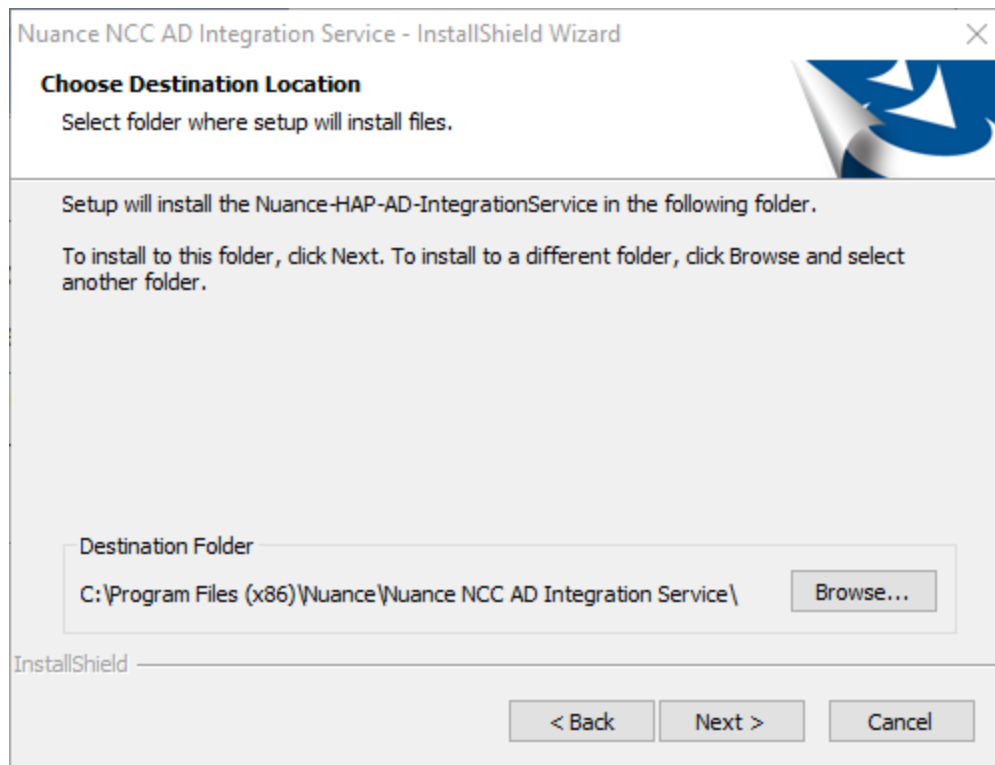 Nuance NCC AD Integration Service - InstallShield Wizard
Choose Destination Location
Select folder where setup will install files.
Setup will install the Nuance-HAP-AD-IntegrationService in the following folder.
To install to this folder, click Next. To install to a different folder, click Browse and select
another folder.
Destination Folder
C:\Program Files (x86)\Nuance\Nuance NCC AD Integration Service\
Browse...
InstallShield
< Back
Next >
Cancel